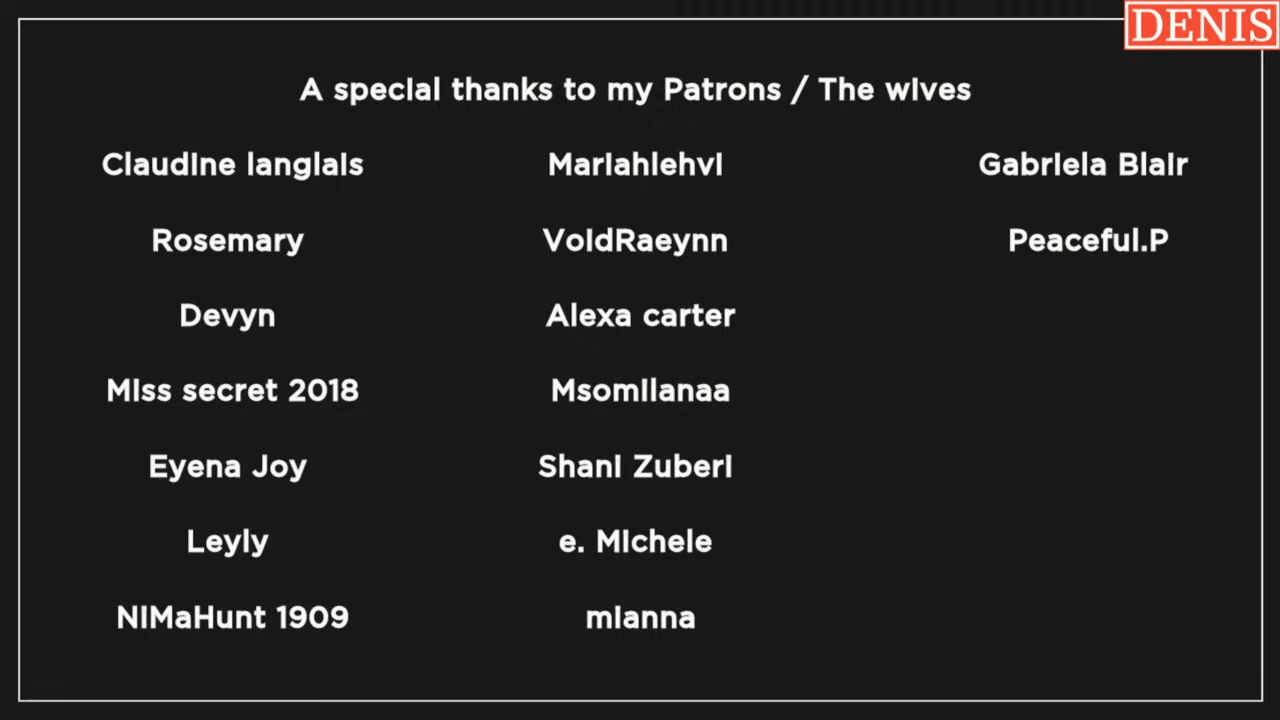 DENIS
A special thanks to my Patrons / The wives
Claudine langlais
Mariahlehvi
Gabriela Blair
Rosemary
VoidRaeynn
Peaceful.P
Devyn
Alexa carter
Miss secret 2018
Msomilanaa
Eyena Joy
Shani Zuberi
Leyly
e. Michele
NiMaHunt 1909
mianna